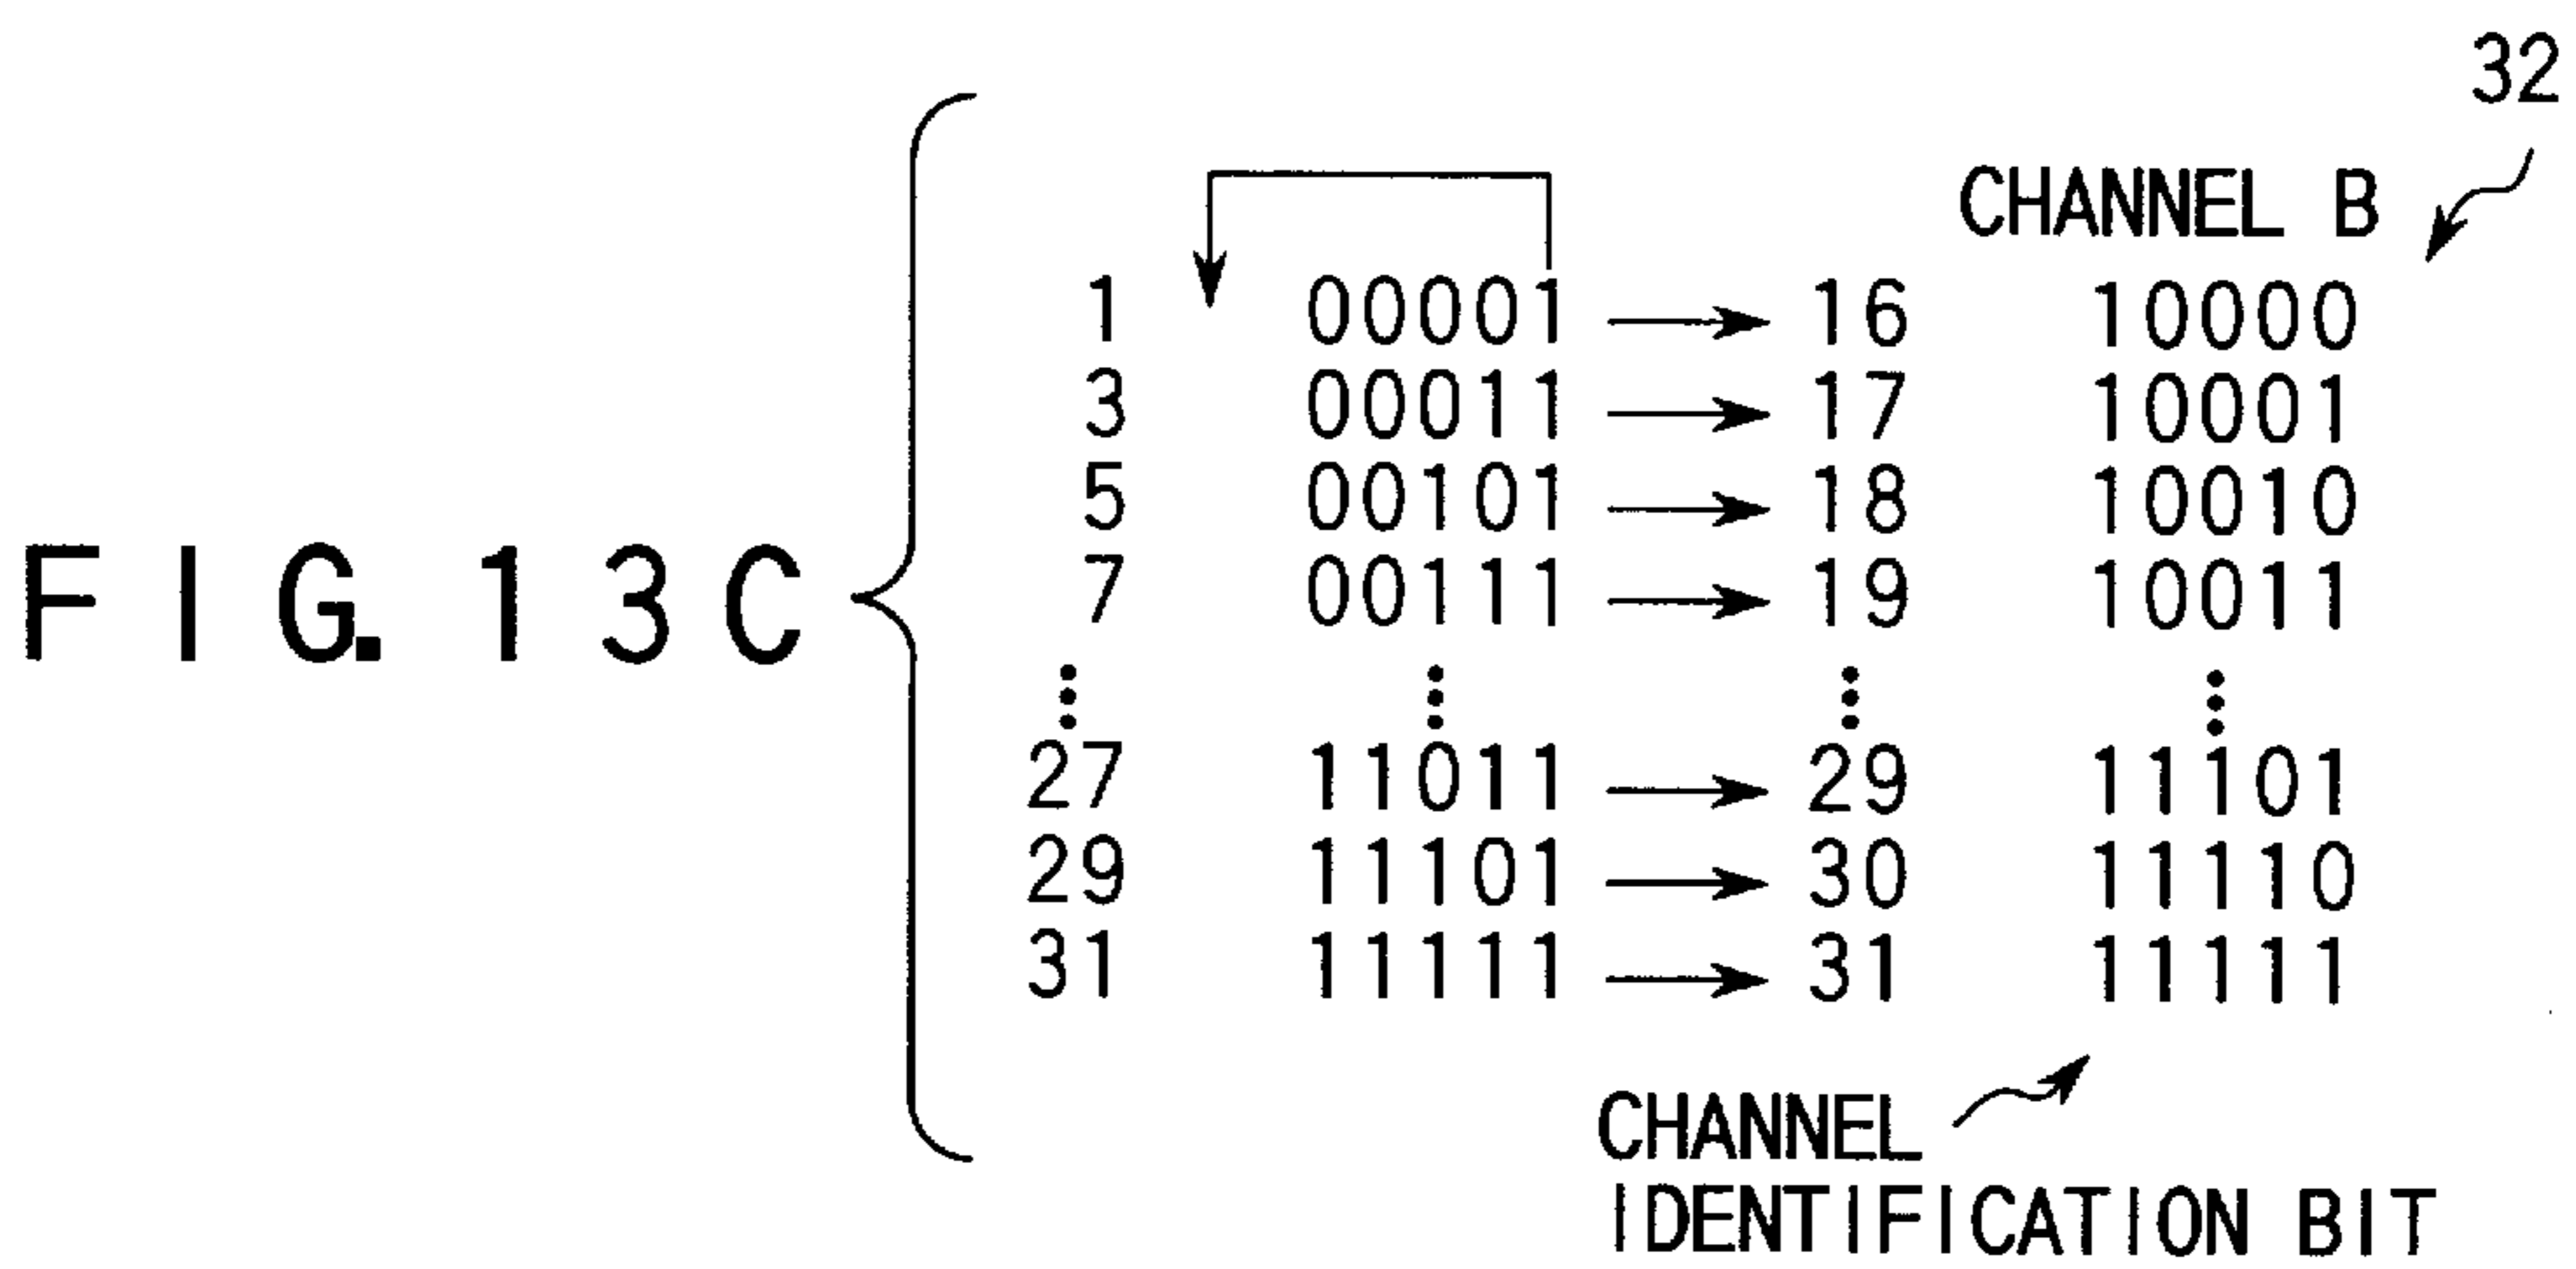 32
CHANNEL B
1 00001 → 16 10000
3 00011 → 17 10001
5 00101 → 18 10010
7 00111 → 19 10011
⋮ ⋮ ⋮ ⋮
FIG. 13C
27 11011 → 29 11101
29 11101 → 30 11110
31 11111 → 31 11111
CHANNEL
IDENTIFICATION BIT